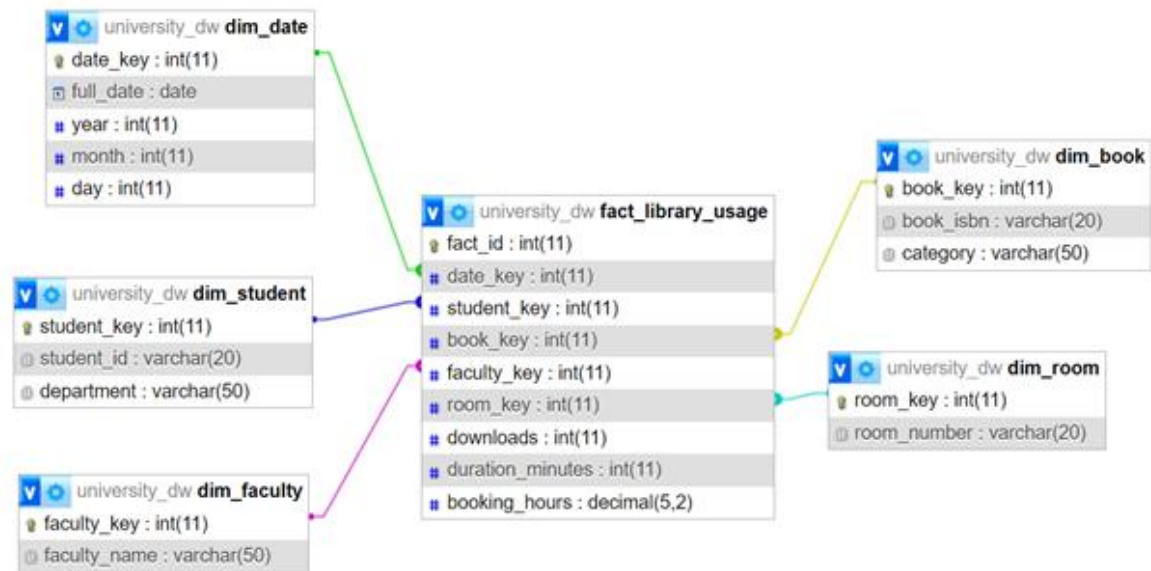 university_dw dim_date
date_key : int(11)
full_date : date
year : int(11)
month : int(11)
day : int(11)
university_dw dim_student
student_key : int(11)
student_id : varchar(20)
department : varchar(50)
university_dw dim_faculty
faculty_key : int(11)
faculty_name : varchar(50)
university_dw fact_library_usage
fact_id : int(11)
date_key : int(11)
student_key : int(11)
book_key : int(11)
faculty_key : int(11)
room_key : int(11)
downloads : int(11)
duration_minutes : int(11)
booking_hours : decimal(5,2)
university_dw dim_book
book_key : int(11)
book_isbn : varchar(20)
category : varchar(50)
university_dw dim_room
room_key : int(11)
room_number : varchar(20)